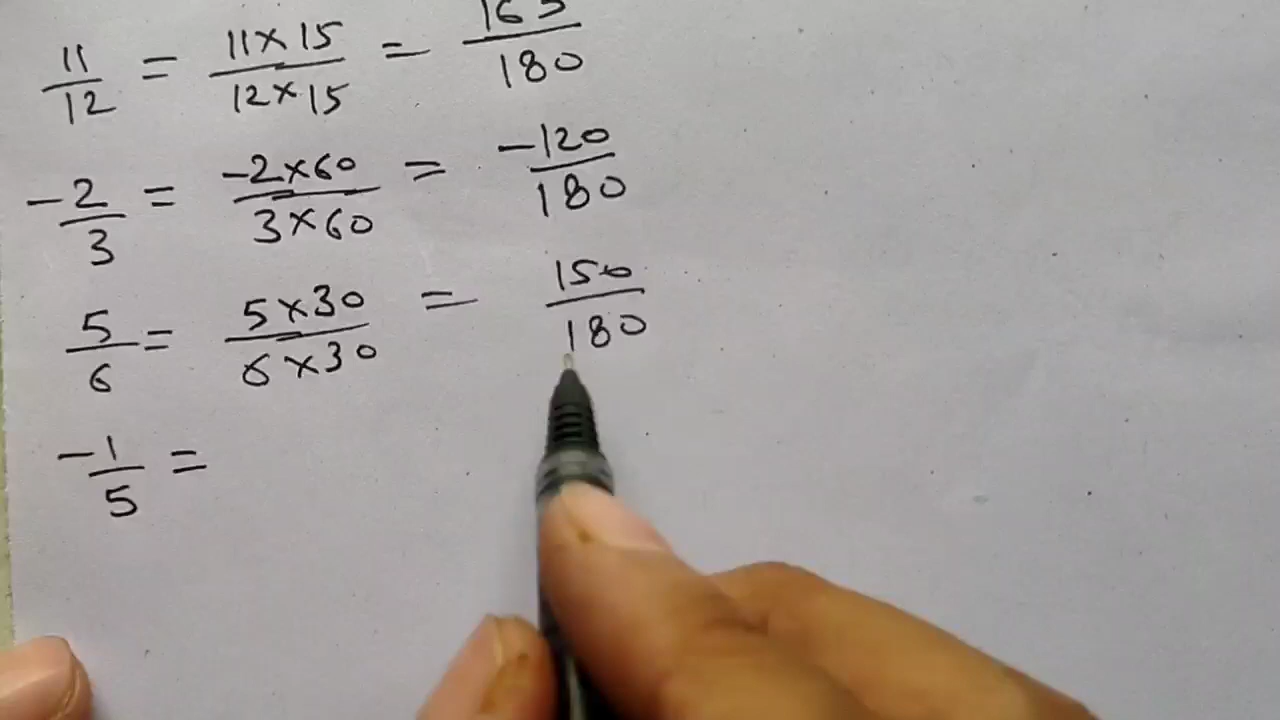 11/12 = 11×15/12×15 = 165/180
-2/3 = -2×60/3×60 = -120/180
5/6 = 5×30/6×30 = 150/180
-1/5 =